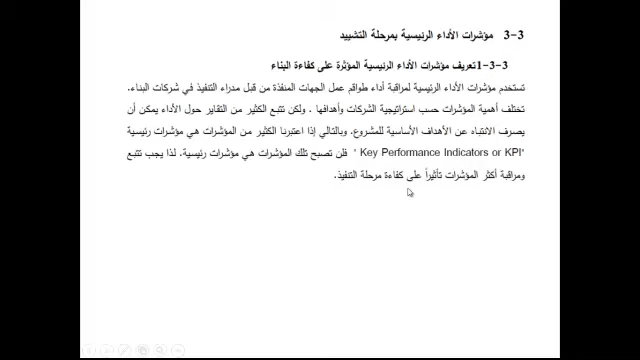 3-3 مؤشرات الأداء الرئيسية بمرحلة التشييد
3-3-1 تعريف مؤشرات الأداء الرئيسية المؤثرة على كفاءة البناء
تستخدم مؤشرات الأداء الرئيسية لمراقبة أداء طواقم عمل الجهات المنفذة من قبل مدراء التنفيذ في شركات البناء.
تختلف أهمية المؤشرات حسب استراتيجية الشركات وأهدافها . ولكن تتبع الكثير من التقارير حول الأداء يمكن أن
يصرف الانتباه عن الأهداف الأساسية للمشروع. وبالتالي إذا اعتبرنا الكثير من المؤشرات هي مؤشرات رئيسية
"Key Performance Indicators or KPI " فلن تصبح تلك المؤشرات هي مؤشرات رئيسية. لذا يجب تتبع
ومراقبة أكثر المؤشرات تأثيراً على كفاءة مرحلة التنفيذ.